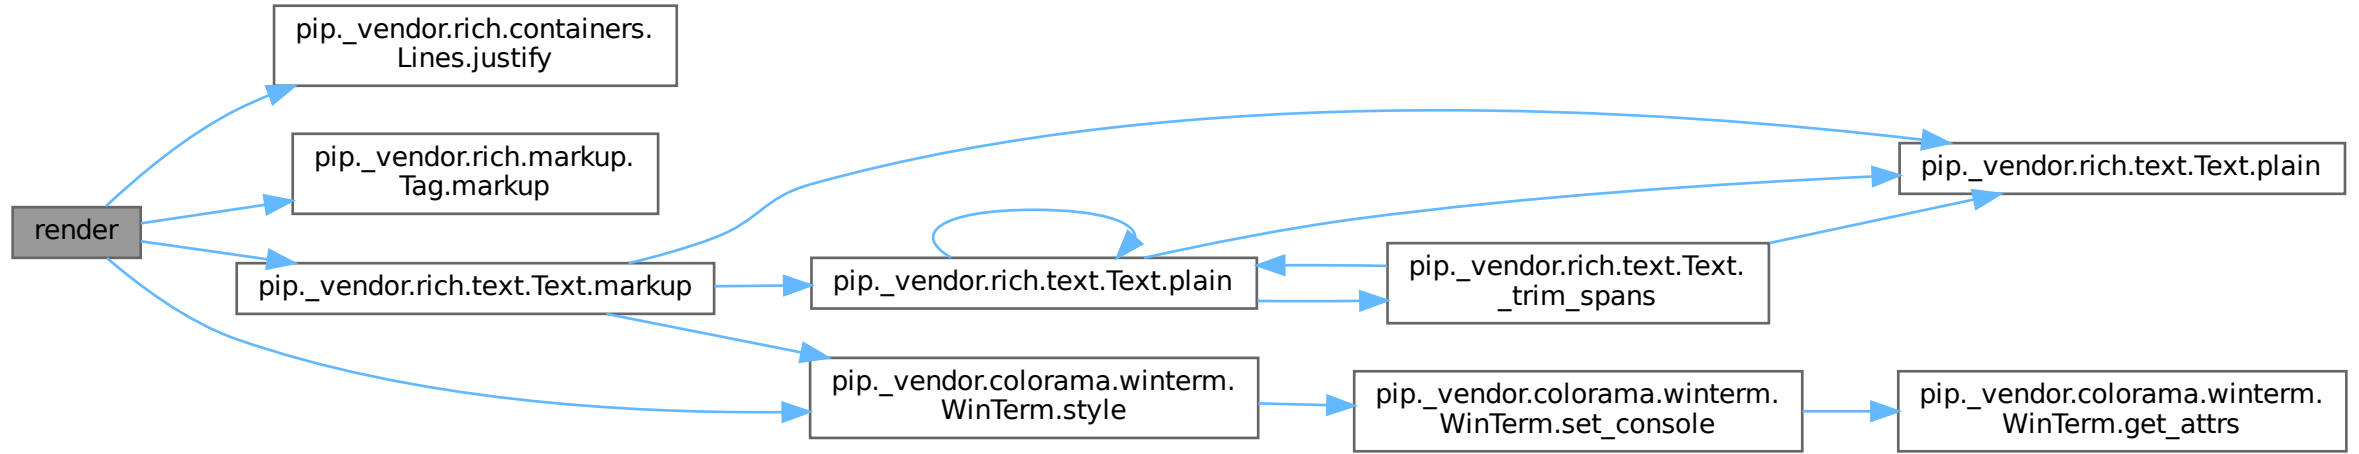 render
pip._vendor.rich.containers.
Lines.justify
pip._vendor.rich.markup.
Tag.markup
pip._vendor.rich.text.Text.markup
pip._vendor.rich.text.Text.plain
pip._vendor.colorama.winterm.
WinTerm.style
pip._vendor.rich.text.Text.
_trim_spans
pip._vendor.colorama.winterm.
WinTerm.set_console
pip._vendor.rich.text.Text.plain
pip._vendor.colorama.winterm.
WinTerm.get_attrs